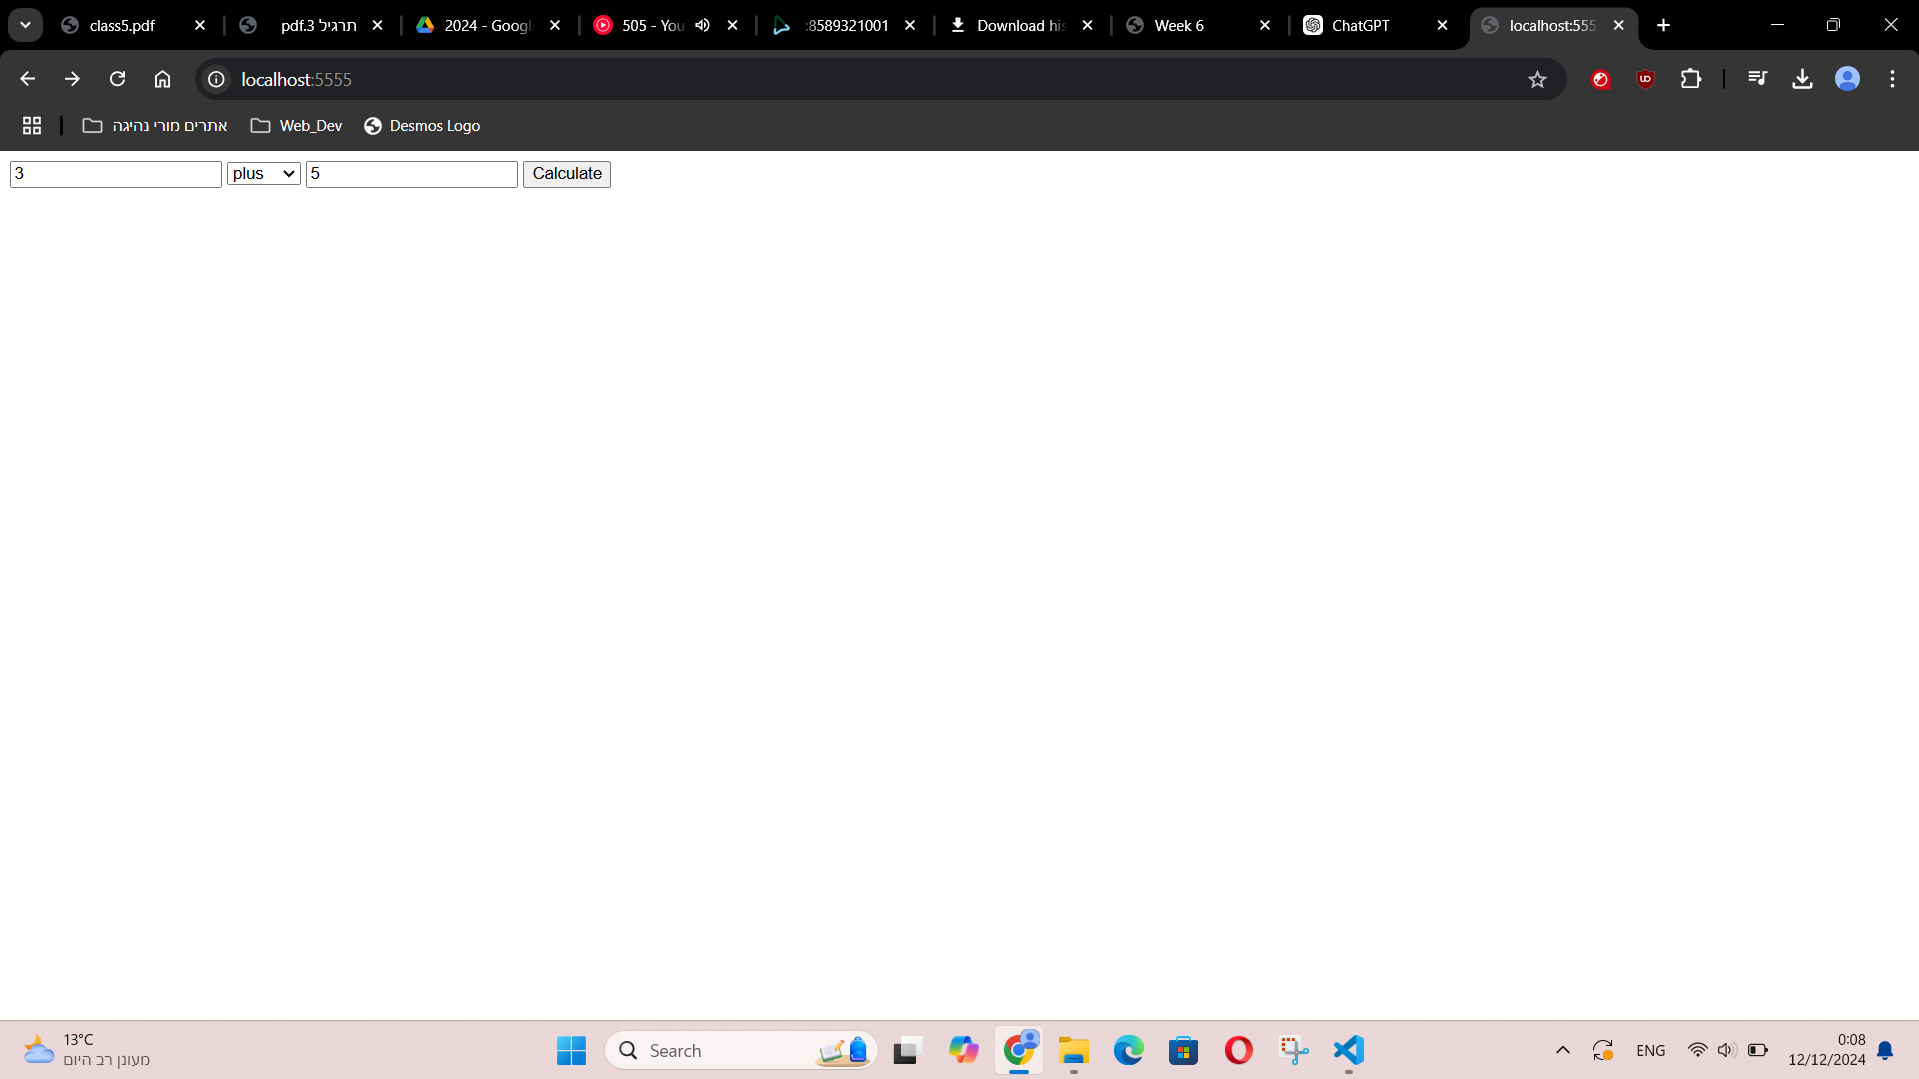 class5.pdf
תרגיל 3.pdf
2024 - Googl
505 - You
:8589321001
Download his
Week 6
ChatGPT
localhost:555
localhost:5555
אתרים מורי נהיגה
Web_Dev
Desmos Logo
3 plus 5 Calculate
13°C
מעונן רב היום
Search
ENG
0:08
12/12/2024